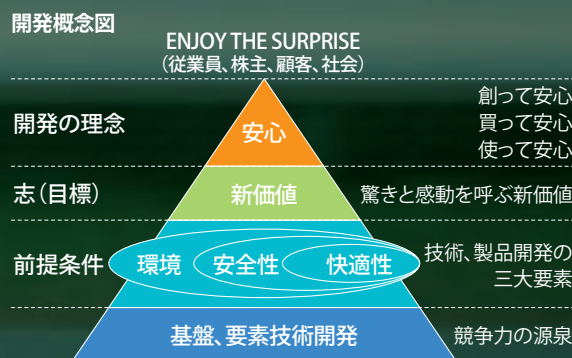 開発概念図
ENJOY THE SURPRISE
（従業員、株主、顧客、社会）
開発の理念
安心
創って安心
買って安心
使って安心
志（目標）
新価値
驚きと感動を呼ぶ新価値
前提条件
環境
安全性
快適性
技術、製品開発の
三大要素
基盤、要素技術開発
競争力の源泉